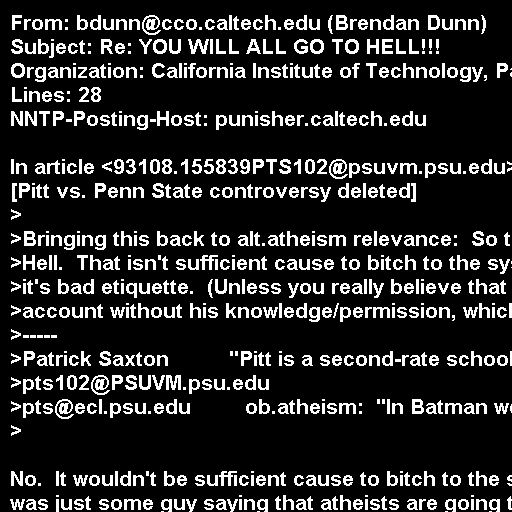 From: bdunn@cco.caltech.edu (Brendan Dunn)
Subject: Re: YOU WILL ALL GO TO HELL!!!
Organization: California Institute of Technology, Pa
Lines: 28
NNTP-Posting-Host: punisher.caltech.edu

In article <93108.155839PTS102@psuvm.psu.edu>
[Pitt vs. Penn State controversy deleted]
>
>Bringing this back to alt.atheism relevance:  So t
>Hell.  That isn't sufficient cause to bitch to the sys
>it's bad etiquette.  (Unless you really believe that
>account without his knowledge/permission, which
>-----
>Patrick Saxton          "Pitt is a second-rate school
>pts102@PSUVM.psu.edu
>pts@ecl.psu.edu         ob.atheism:  "In Batman we
>

No.  It wouldn't be sufficient cause to bitch to the s
was just some guy saying that atheists are going t